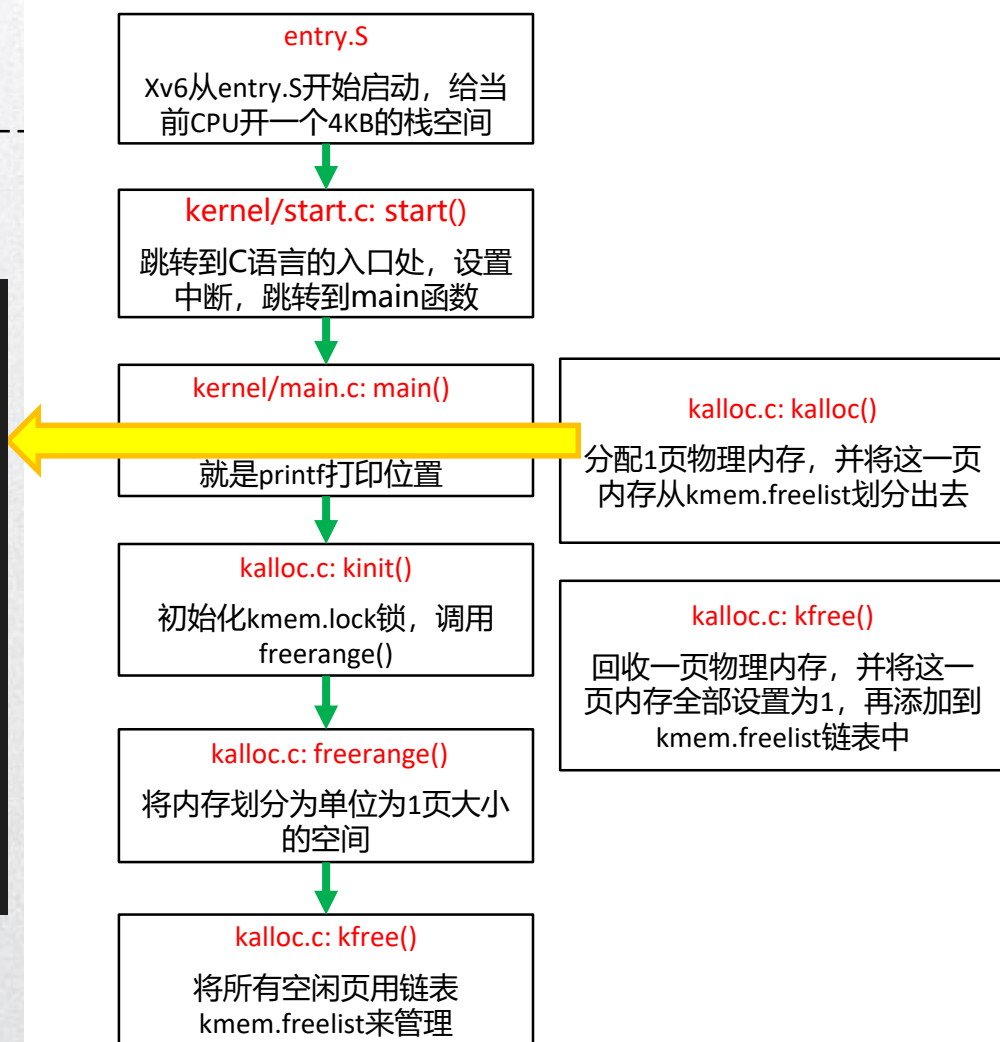 entry.S
Xv6从entry.S开始启动，给当
前CPU开一个4KB的栈空间
kernel/start.c: start()
跳转到C语言的入口处，设置
中断，跳转到main函数
kernel/main.c: main()
就是printf打印位置
kalloc.c: kinit()
初始化kmem.lock锁，调用
freerange()
kalloc.c: freerange()
将内存划分为单位为1页大小
的空间
kalloc.c: kfree()
将所有空闲页用链表
kmem.freelist来管理
kalloc.c: kalloc()
分配1页物理内存，并将这一页
内存从kmem.freelist划分出去
kalloc.c: kfree()
回收一页物理内存，并将这一
页内存全部设置为1，再添加到
kmem.freelist链表中